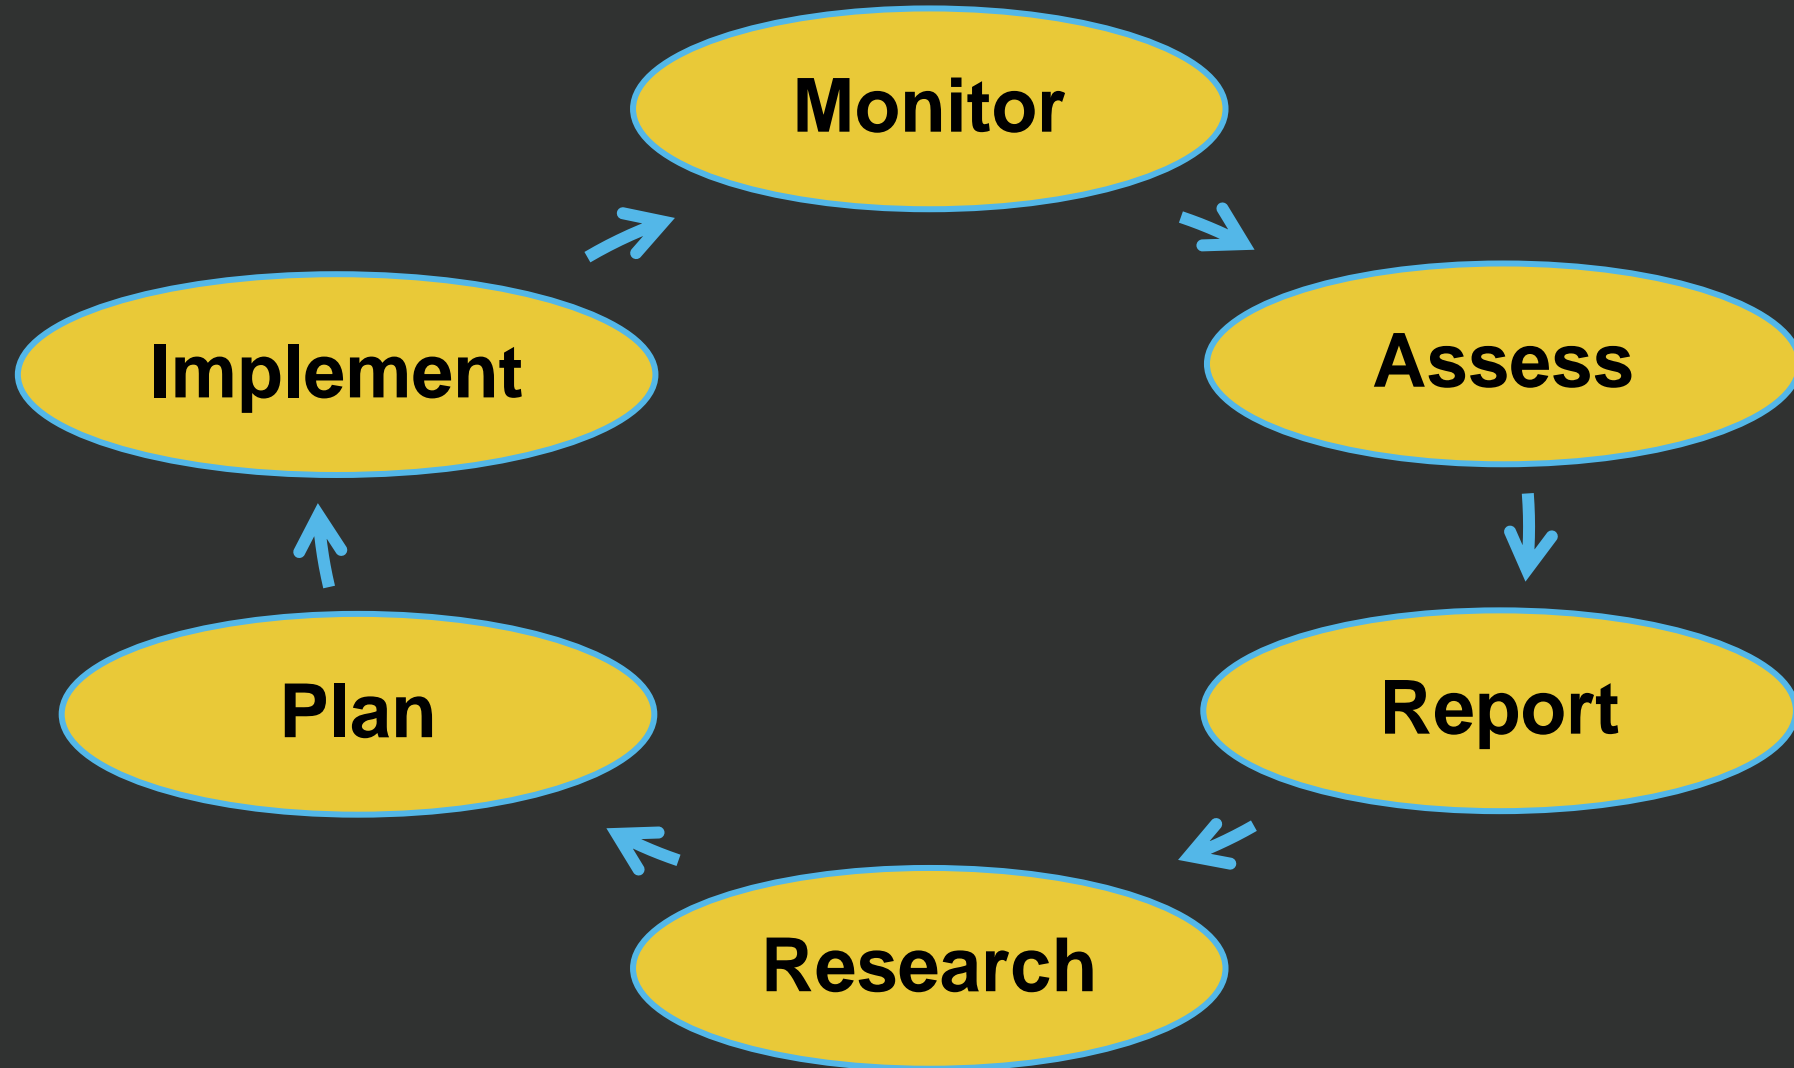 Monitor
Assess
Report
Research
Plan
Implement